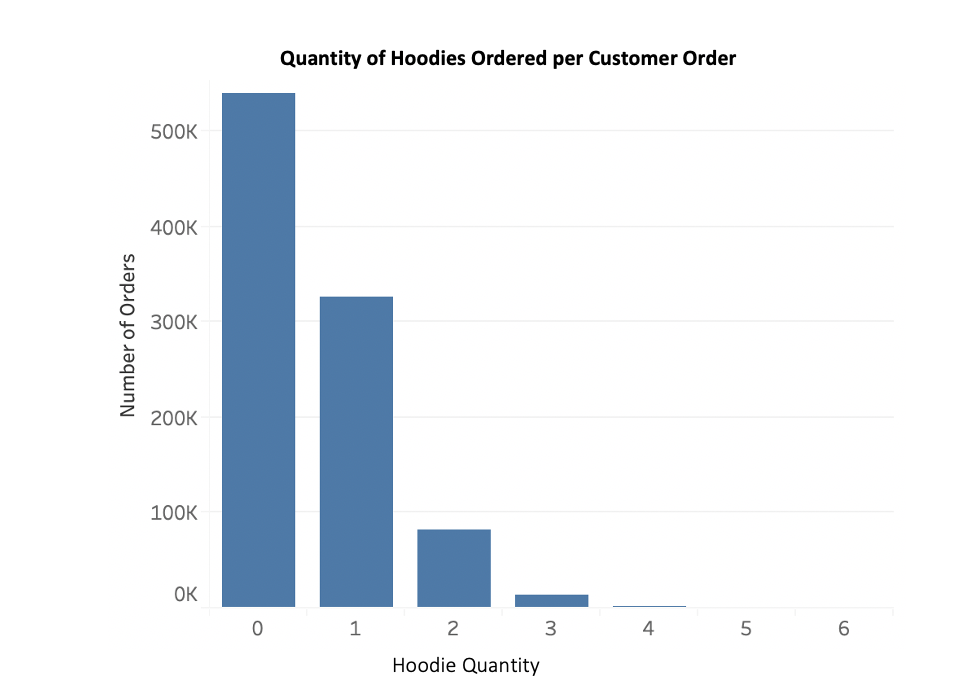 Quantity of Hoodies Ordered per Customer Order
500K
400K
300K
200K
100K
0K
Number of Orders
0 1 2 3 4 5 6
Hoodie Quantity